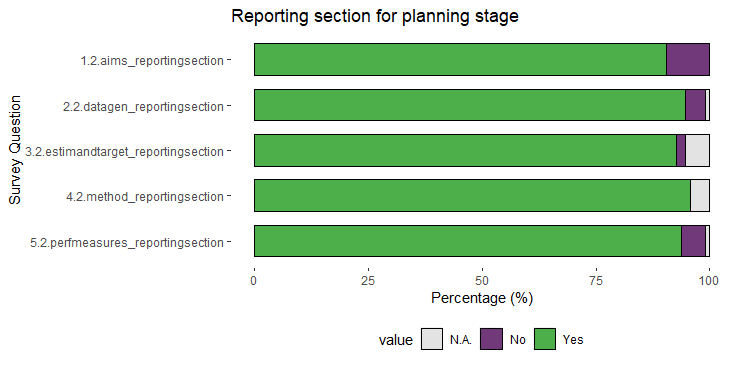 Reporting section for planning stage
Survey Question
1.2.aims_reportingsection
2.2.datagen_reportingsection
3.2.estimandtarget_reportingsection
4.2.method_reportingsection
5.2.perfmeasures_reportingsection
0 25 50 75 100
Percentage (%)
value N.A. No Yes